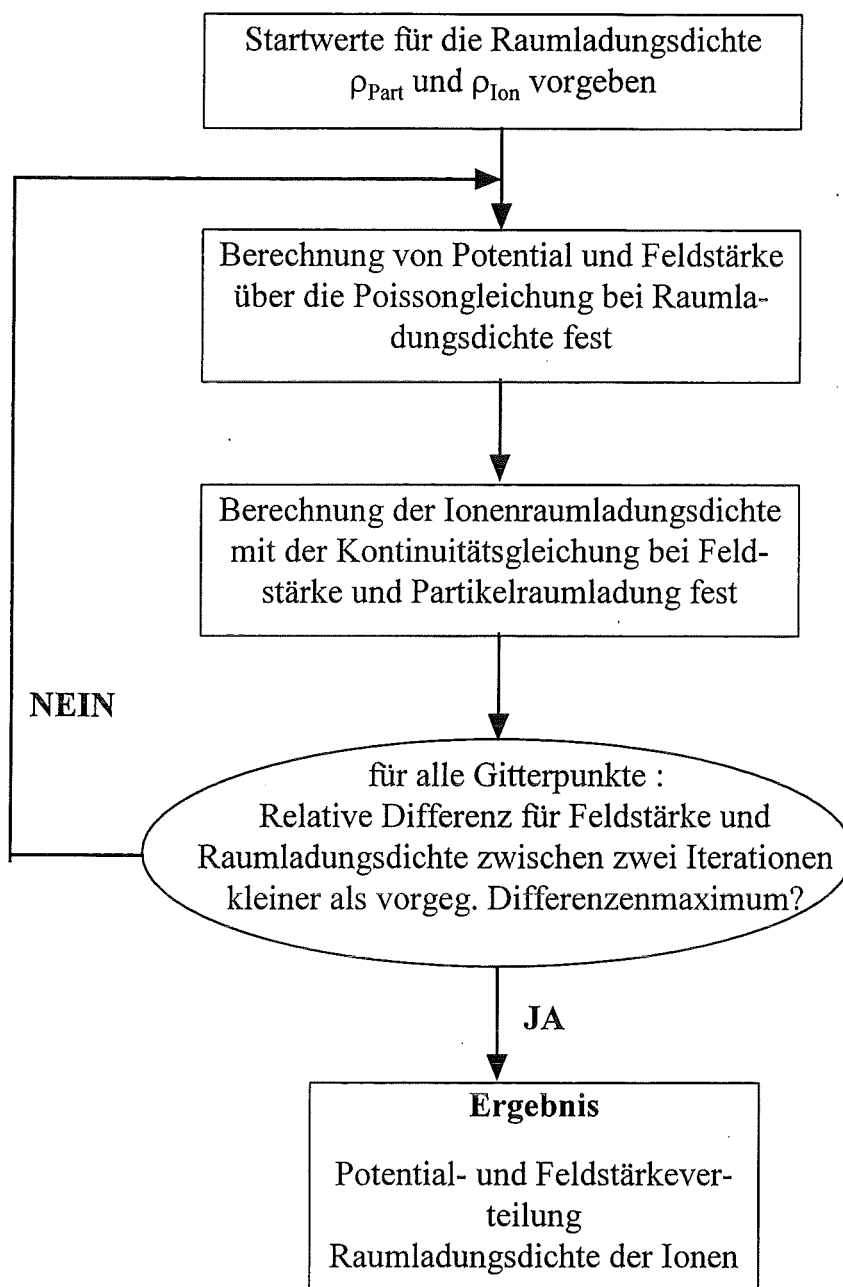 Startwerte für die Raumladungsdichte
ρPart und ρIon vorgeben
Berechnung von Potential und Feldstärke
über die Poissongleichung bei Raumla-
dungsdichte fest
Berechnung der Ionenraumladungsdichte
mit der Kontinuitätsgleichung bei Feld-
stärke und Partikelraumladung fest
NEIN
für alle Gitterpunkte :
Relative Differenz für Feldstärke und
Raumladungsdichte zwischen zwei Iterationen
kleiner als vorgeg. Differenzenmaximum?
JA
Ergebnis
Potential- und Feldstärkever-
teilung
Raumladungsdichte der Ionen